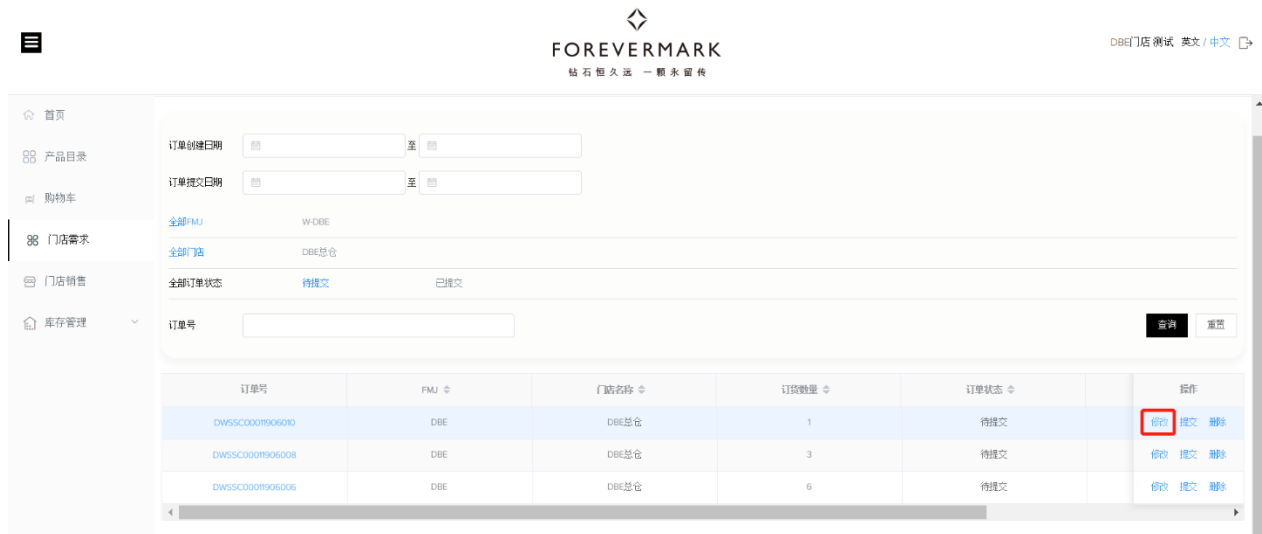 FOREVERMARK
钻石恒久远 一颗永留传
DBE门店 测试 英文 / 中文
首页
产品目录
购物车
门店需求
门店销售
库存管理
订单创建日期 至
订单提交日期 至
全部FMJ W-DBE
全部门店 DBE总仓
全部订单状态 待提交 已提交
订单号 查询 重置
订单号 FMJ 门店名称 订货数量 订单状态 操作
DWSSC00011906010 DBE DBE总仓 1 待提交 修改 提交 删除
DWSSC00011906008 DBE DBE总仓 3 待提交 修改 提交 删除
DWSSC00011906006 DBE DBE总仓 6 待提交 修改 提交 删除